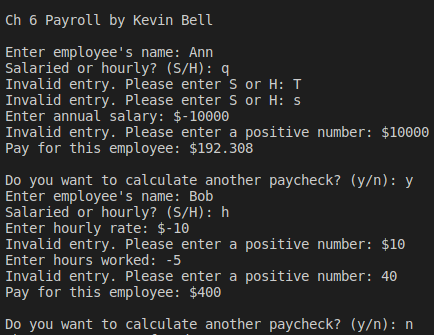 Ch 6 Payroll by Kevin Bell
Enter employee's name: Ann
Salaried or hourly? (S/H): q
Invalid entry. Please enter S or H: T
Invalid entry. Please enter S or H: s
Enter annual salary: $-10000
Invalid entry. Please enter a positive number: $10000
Pay for this employee: $192.308
Do you want to calculate another paycheck? (y/n): y
Enter employee's name: Bob
Salaried or hourly? (S/H): h
Enter hourly rate: $-10
Invalid entry. Please enter a positive number: $10
Enter hours worked: -5
Invalid entry. Please enter a positive number: 40
Pay for this employee: $400
Do you want to calculate another paycheck? (y/n): n